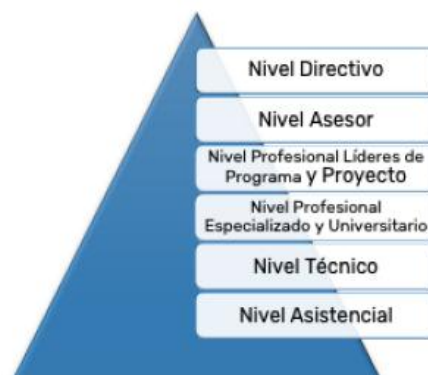 Nivel Directivo
Nivel Asesor
Nivel Profesional Líderes de
Programa y Proyecto
Nivel Profesional
Especializado y Universitario
Nivel Técnico
Nivel Asistencial